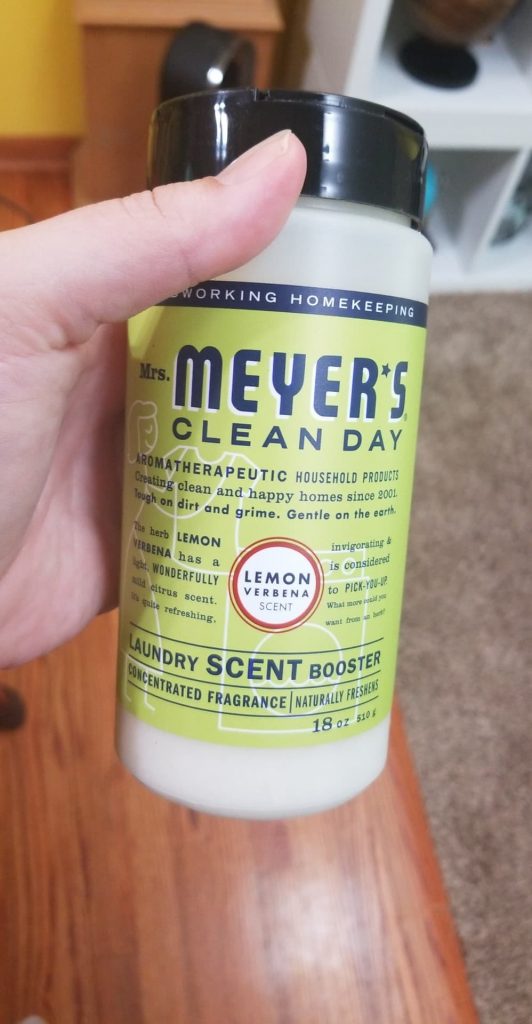 WORKING HOMEKEEPING
Mrs. MEYER'S
CLEAN DAY
AROMATHERAPEUTIC HOUSEHOLD PRODUCTS
Creating clean and happy homes since 2001.
Tough on dirt and grime. Gentle on the earth.
The herb LEMON
VERBENA has a
light, WONDERFULLY
mild citrus scent.
It's quite refreshing,
LEMON
VERBENA
SCENT
invigorating &
is considered
to PICK-YOU-UP.
What more could you
want from an herb?
LAUNDRY SCENT BOOSTER
CONCENTRATED FRAGRANCE | NATURALLY FRESHENS
18 oz 510 g